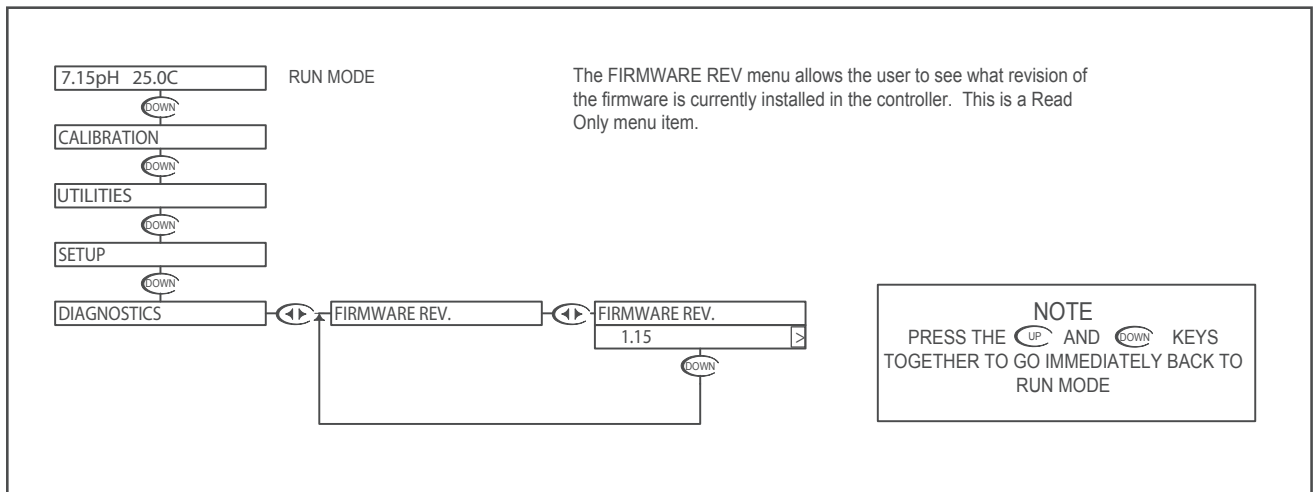 7.15pH 25.0C
RUN MODE
DOWN
CALIBRATION
DOWN
UTILITIES
DOWN
SETUP
DOWN
DIAGNOSTICS
FIRMWARE REV.
FIRMWARE REV.
1.15 >
DOWN
The FIRMWARE REV menu allows the user to see what revision of
the firmware is currently installed in the controller. This is a Read
Only menu item.
NOTE
PRESS THE UP AND DOWN KEYS
TOGETHER TO GO IMMEDIATELY BACK TO
RUN MODE